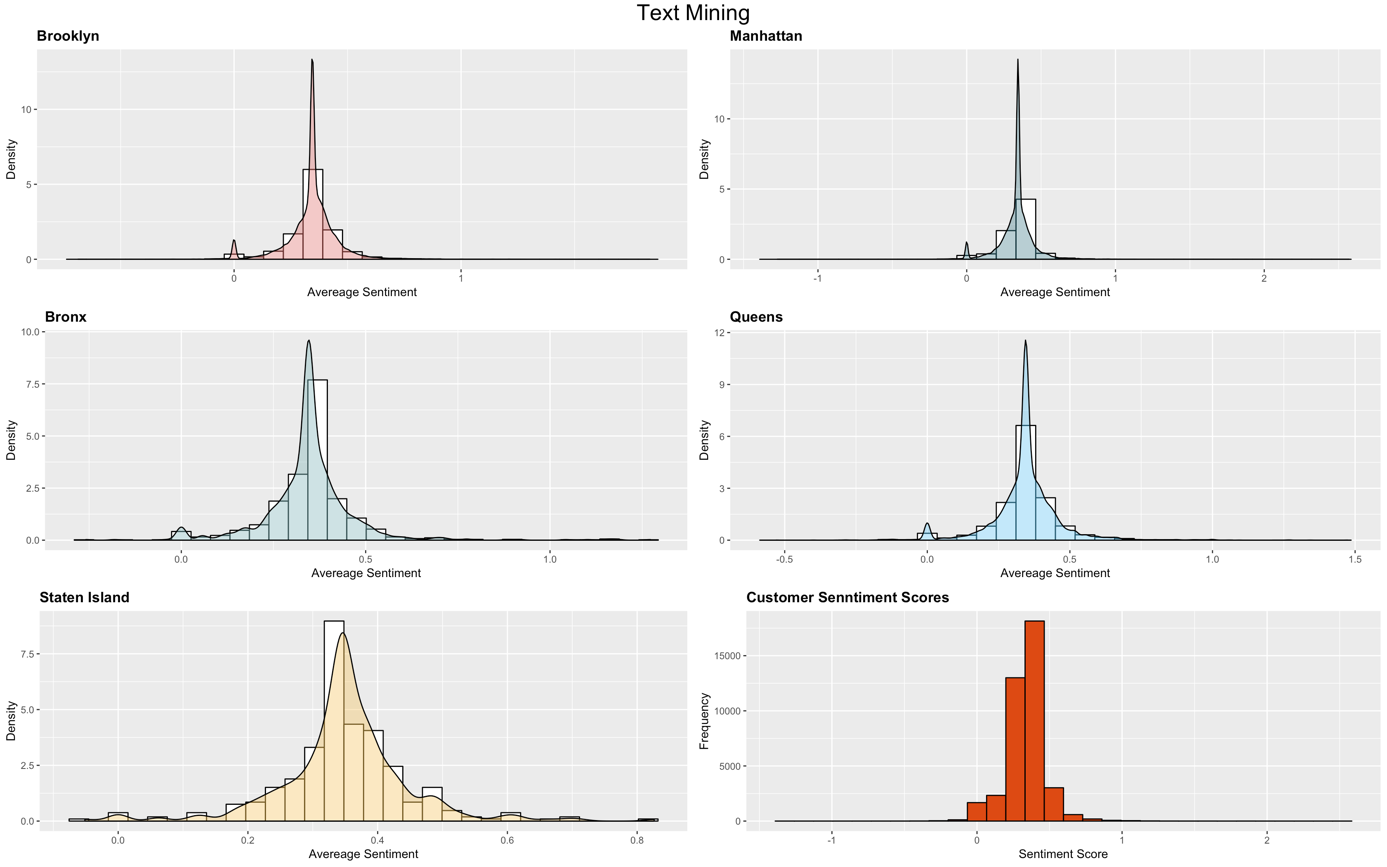 Text Mining
Brooklyn
Density
10
5
0
0
1
Avereage Sentiment
Manhattan
Density
10
5
0
-1
0
1
2
Avereage Sentiment
Bronx
Density
10.0
7.5
5.0
2.5
0.0
0.0
0.5
1.0
Avereage Sentiment
Queens
Density
12
9
6
3
0
-0.5
0.0
0.5
1.0
1.5
Avereage Sentiment
Staten Island
Density
7.5
5.0
2.5
0.0
0.0
0.2
0.4
0.6
0.8
Avereage Sentiment
Customer Senntiment Scores
Frequency
15000
10000
5000
0
-1
0
1
2
Sentiment Score